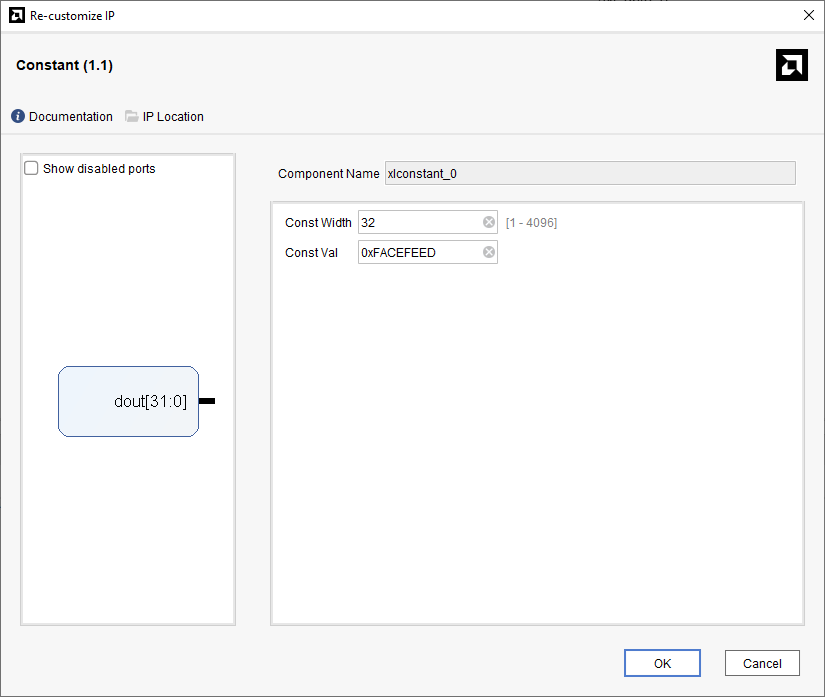 Re-customize IP
Constant (1.1)
Documentation IP Location
Show disabled ports
dout[31:0]
Component Name xlconstant_0
Const Width 32 [1 - 4096]
Const Val 0xFACEFEED
OK Cancel